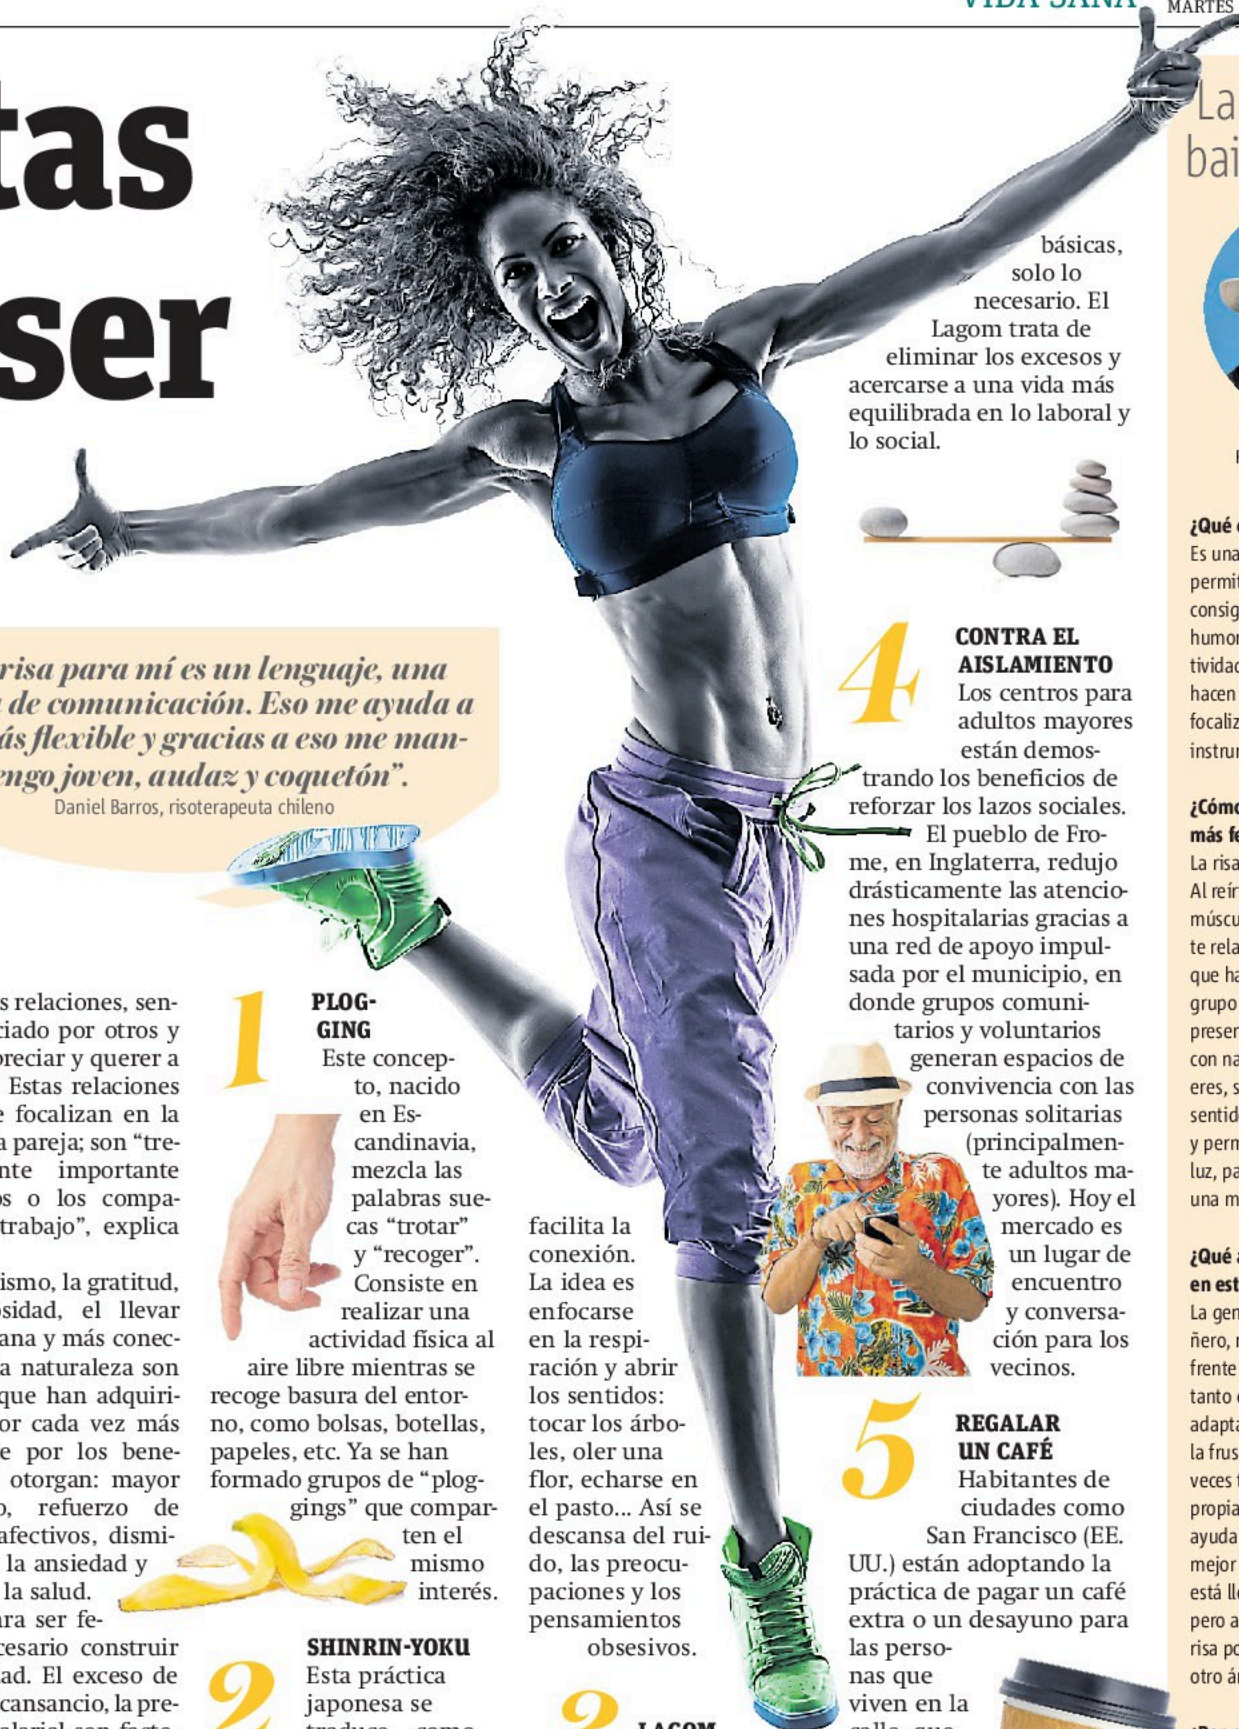 VIDA SANA
MARTES
tas
ser
risa para mí es un lenguaje, una
de comunicación. Eso me ayuda a
ás flexible y gracias a eso me man-
engo joven, audaz y coquetón”.
Daniel Barros, risoterapeuta chileno
s relaciones, sen-
ciado por otros y
preciar y querer a
Estas relaciones
e focalizan en la
a pareja; son “tre-
nte importante
os o los compa-
trabajo”, explica
ismo, la gratitud,
osidad, el llevar
ana y más conec-
a naturaleza son
que han adquiri-
or cada vez más
e por los bene-
otorgan: mayor
o, refuerzo de
afectivos, dismi-
la ansiedad y
la salud.
ara ser fe-
cesario construir
dad. El exceso de
cansancio, la pre-
1
PLOG-
GING
Este concep-
to, nacido
en Es-
candinavia,
mezcla las
palabras sue-
cas “trotar”
y “recoger”.
Consiste en
realizar una
actividad física al
aire libre mientras se
recoge basura del entor-
no, como bolsas, botellas,
papeles, etc. Ya se han
formado grupos de “plog-
gings” que compar-
ten el
mismo
interés.
2
SHINRIN-YOKU
Esta práctica
japonesa se
traduce como
facilita la
conexión.
La idea es
enfocarse
en la respi-
ración y abrir
los sentidos:
tocar los árbo-
les, oler una
flor, echarse en
el pasto... Así se
descansa del rui-
do, las preocu-
paciones y los
pensamientos
obsesivos.
3
LAGOM
básicas,
solo lo
necesario. El
Lagom trata de
eliminar los excesos y
acercarse a una vida más
equilibrada en lo laboral y
lo social.
4
CONTRA EL
AISLAMIENTO
Los centros para
adultos mayores
están demos-
trando los beneficios de
reforzar los lazos sociales.
El pueblo de Fro-
me, en Inglaterra, redujo
drásticamente las atencio-
nes hospitalarias gracias a
una red de apoyo impul-
sada por el municipio, en
donde grupos comuni-
tarios y voluntarios
generan espacios de
convivencia con las
personas solitarias
(principalmen-
te adultos ma-
yores). Hoy el
mercado es
un lugar de
encuentro
y conversa-
ción para los
vecinos.
5
REGALAR
UN CAFÉ
Habitantes de
ciudades como
San Francisco (EE.
UU.) están adoptando la
práctica de pagar un café
extra o un desayuno para
las perso-
nas que
viven en la
calle, que
La
bai
¿Qué
Es una
permit
consig
humor
tividad
hacen
focaliz
instrum
¿Cómo
más fe
La risa
Al reír
múscu
te rela
que ha
grupo
presen
con na
eres, s
sentid
y perm
luz, pa
una m
¿Qué a
en est
La gen
ñero, r
frente
tanto
adapta
la frus
veces t
propia
ayuda
mejor
está ll
pero a
risa po
otro á